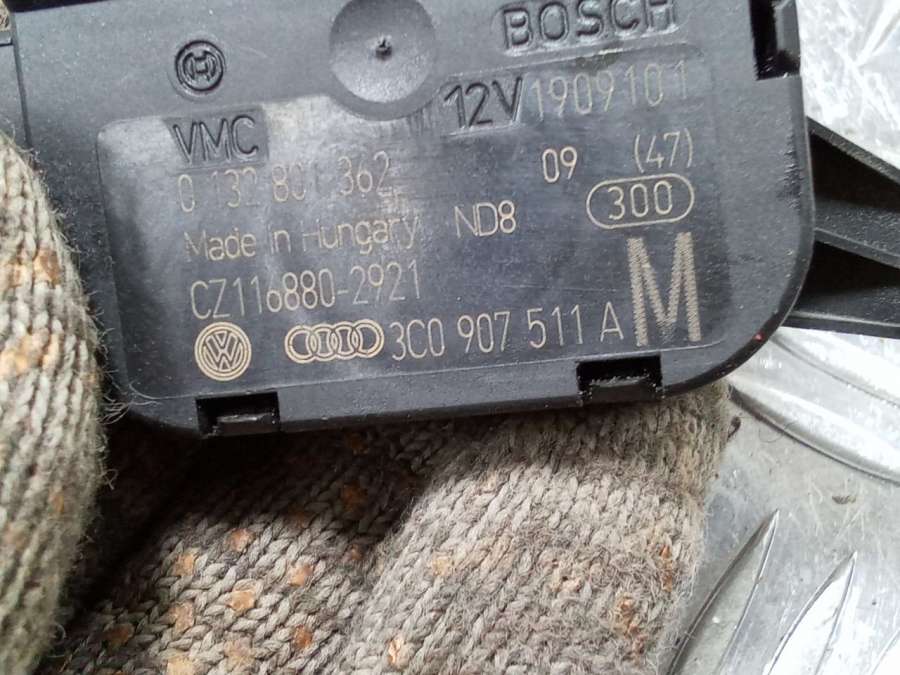 BOSCH
12V 1909101
VMC
0 132 801 362 09 (47)
Made in Hungary ND8 300
CZ116880-2921 M
3C0 907 511 A